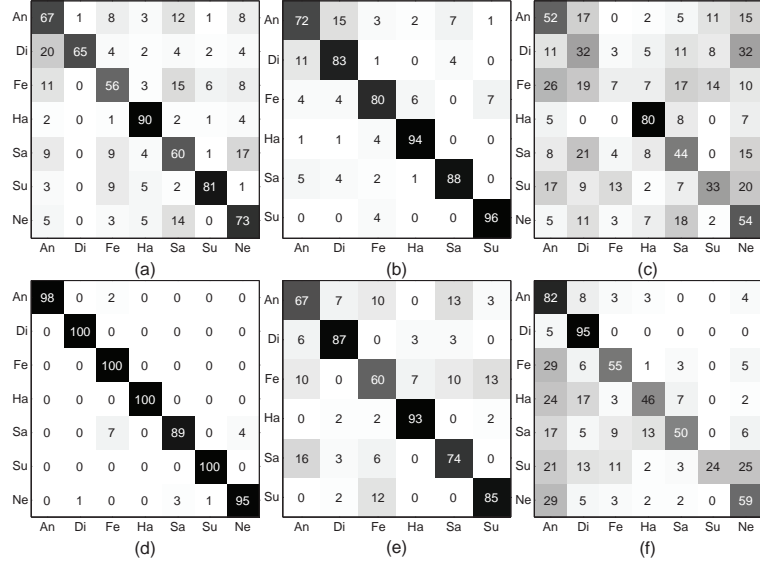 An 67 1 8 3 12 1 8
Di 20 65 4 2 4 2 4
Fe 11 0 56 3 15 6 8
Ha 2 0 1 90 2 1 4
Sa 9 0 9 4 60 1 17
Su 3 0 9 5 2 81 1
Ne 5 0 3 5 14 0 73
An Di Fe Ha Sa Su Ne
(a)
An 72 15 3 2 7 1
Di 11 83 1 0 4 0
Fe 4 4 80 6 0 7
Ha 1 1 4 94 0 0
Sa 5 4 2 1 88 0
Su 0 0 4 0 0 96
An Di Fe Ha Sa Su
(b)
An 52 17 0 2 5 11 15
Di 11 32 3 5 11 8 32
Fe 26 19 7 7 17 14 10
Ha 5 0 0 80 8 0 7
Sa 8 21 4 8 44 0 15
Su 17 9 13 2 7 33 20
Ne 5 11 3 7 18 2 54
An Di Fe Ha Sa Su Ne
(c)
An 98 0 2 0 0 0 0
Di 0 100 0 0 0 0 0
Fe 0 0 100 0 0 0 0
Ha 0 0 0 100 0 0 0
Sa 0 0 7 0 89 0 4
Su 0 0 0 0 0 100 0
Ne 0 1 0 0 3 1 95
An Di Fe Ha Sa Su Ne
(d)
An 67 7 10 0 13 3
Di 6 87 0 3 3 0
Fe 10 0 60 7 10 13
Ha 0 2 2 93 0 2
Sa 16 3 6 0 74 0
Su 0 2 12 0 0 85
An Di Fe Ha Sa Su
(e)
An 82 8 3 3 0 0 4
Di 5 95 0 0 0 0 0
Fe 29 6 55 1 3 0 5
Ha 24 17 3 46 7 0 2
Sa 17 5 9 13 50 0 6
Su 21 13 11 2 3 24 25
Ne 29 5 3 2 2 0 59
An Di Fe Ha Sa Su Ne
(f)